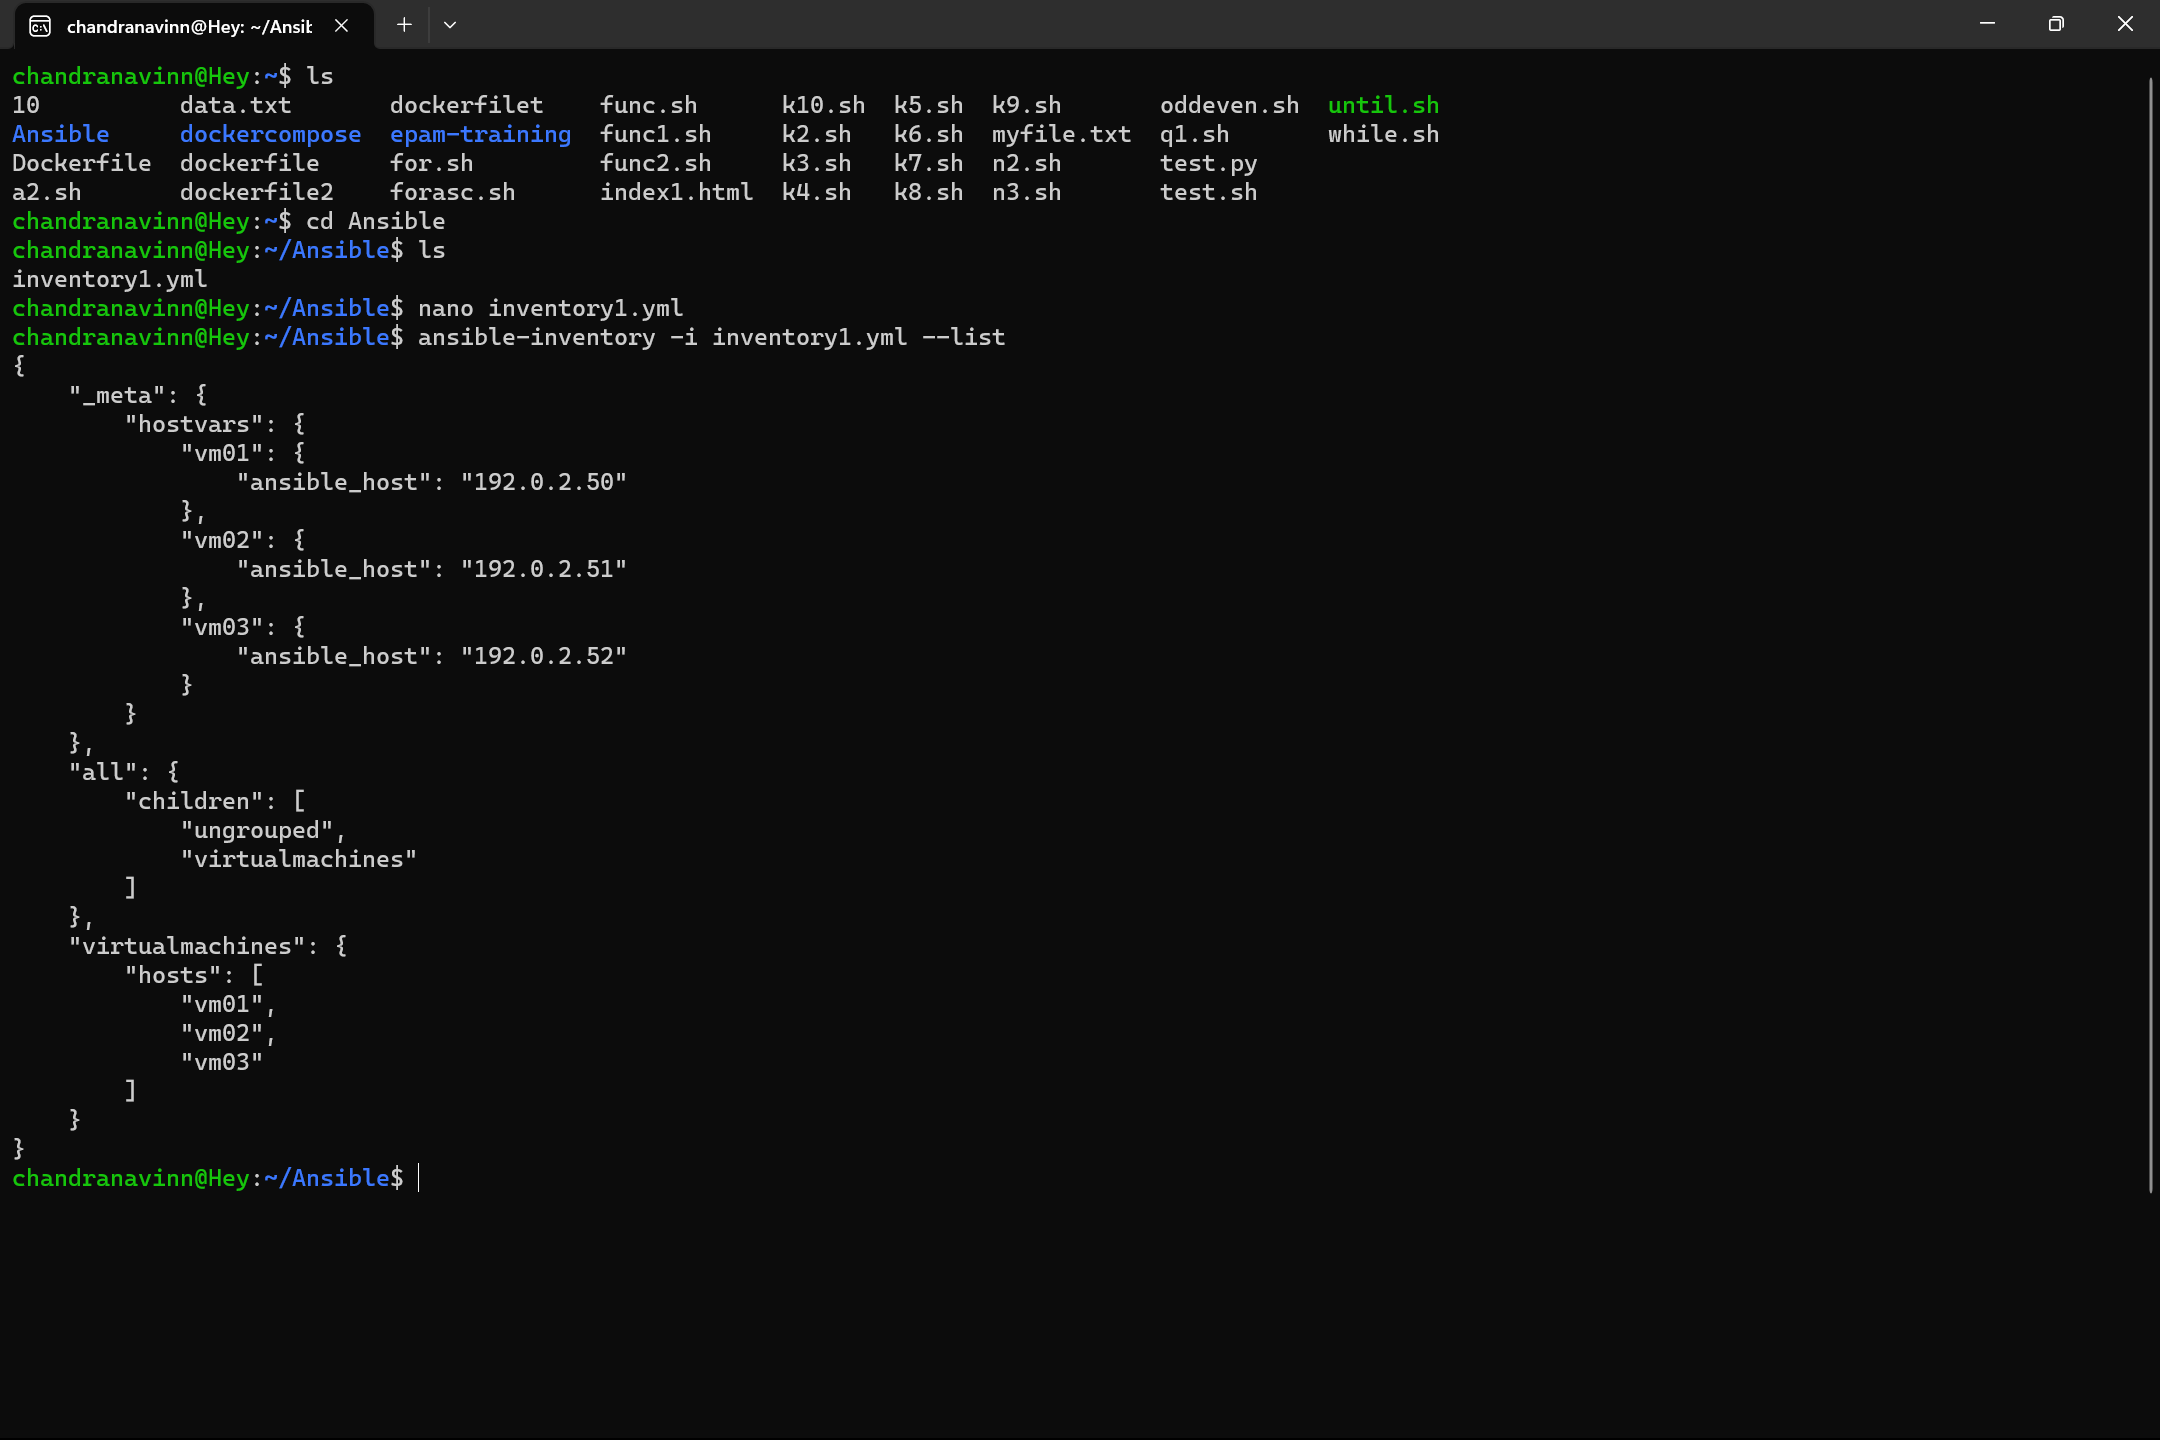 chandranavinn@Hey: ~/Ansib
chandranavinn@Hey:~$ ls
10          data.txt       dockerfilet    func.sh      k10.sh  k5.sh  k9.sh       oddeven.sh  until.sh
Ansible     dockercompose  epam-training  func1.sh     k2.sh   k6.sh  myfile.txt  q1.sh       while.sh
Dockerfile  dockerfile     for.sh         func2.sh     k3.sh   k7.sh  n2.sh       test.py
a2.sh       dockerfile2    forasc.sh      index1.html  k4.sh   k8.sh  n3.sh       test.sh
chandranavinn@Hey:~$ cd Ansible
chandranavinn@Hey:~/Ansible$ ls
inventory1.yml
chandranavinn@Hey:~/Ansible$ nano inventory1.yml
chandranavinn@Hey:~/Ansible$ ansible-inventory -i inventory1.yml --list
{
    "_meta": {
        "hostvars": {
            "vm01": {
                "ansible_host": "192.0.2.50"
            },
            "vm02": {
                "ansible_host": "192.0.2.51"
            },
            "vm03": {
                "ansible_host": "192.0.2.52"
            }
        }
    },
    "all": {
        "children": [
            "ungrouped",
            "virtualmachines"
        ]
    },
    "virtualmachines": {
        "hosts": [
            "vm01",
            "vm02",
            "vm03"
        ]
    }
}
chandranavinn@Hey:~/Ansible$